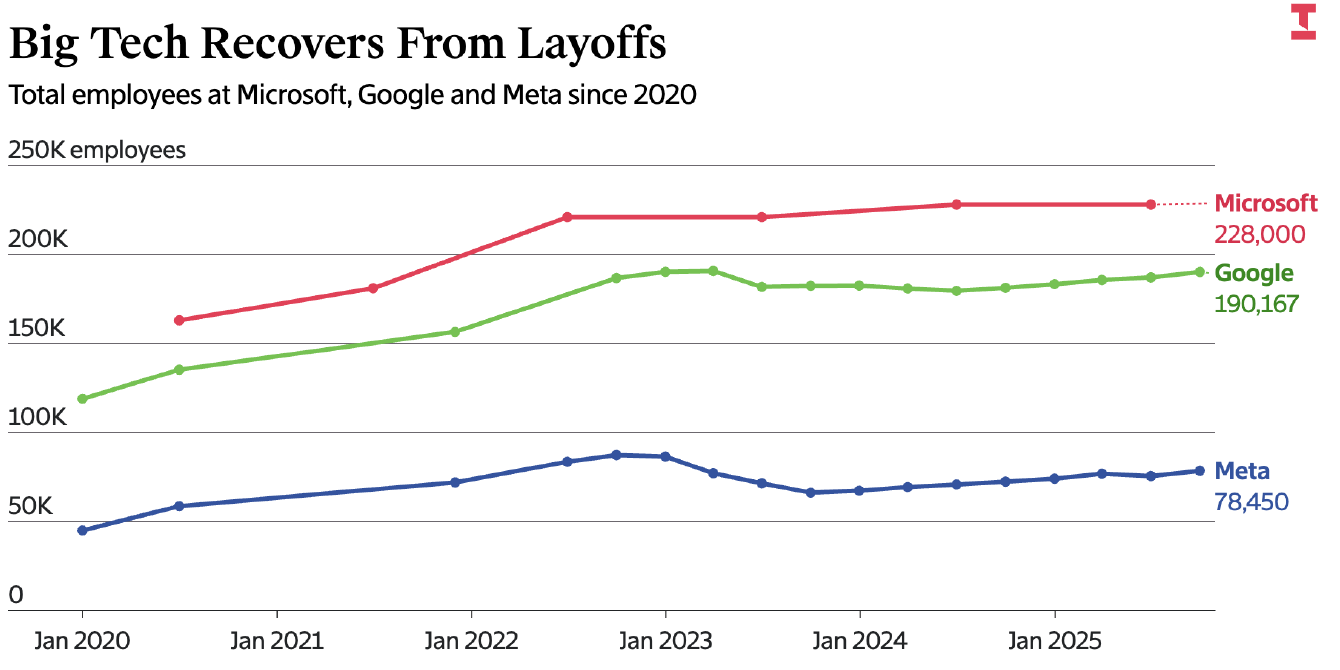 Big Tech Recovers From Layoffs
Total employees at Microsoft, Google and Meta since 2020
250K employees
Microsoft
228,000
200K
Google
190,167
150K
100K
Meta
78,450
50K
0
Jan 2020 Jan 2021 Jan 2022 Jan 2023 Jan 2024 Jan 2025